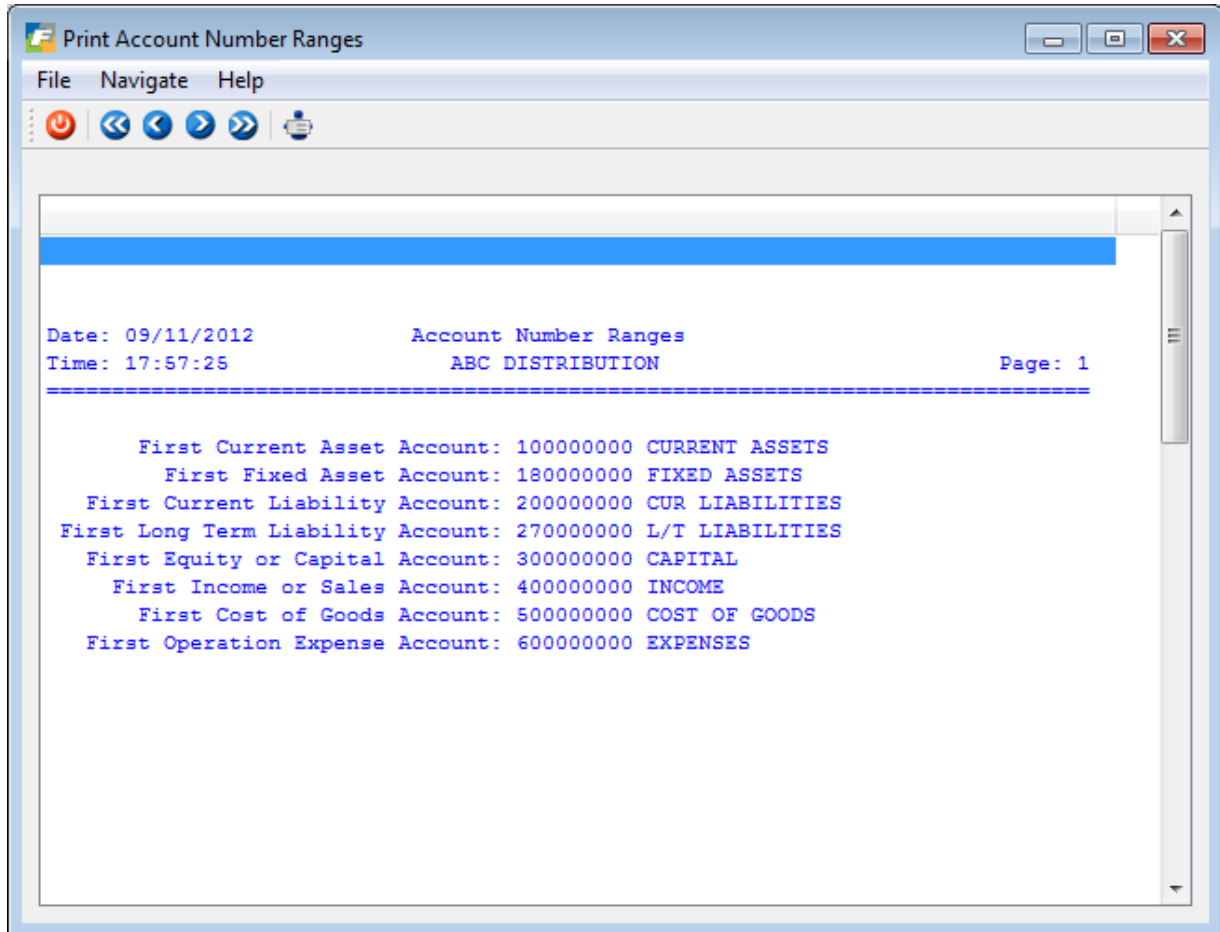 Print Account Number Ranges
File Navigate Help
Date: 09/11/2012 Account Number Ranges
Time: 17:57:25 ABC DISTRIBUTION Page: 1
================================================================================
First Current Asset Account: 100000000 CURRENT ASSETS
First Fixed Asset Account: 180000000 FIXED ASSETS
First Current Liability Account: 200000000 CUR LIABILITIES
First Long Term Liability Account: 270000000 L/T LIABILITIES
First Equity or Capital Account: 300000000 CAPITAL
First Income or Sales Account: 400000000 INCOME
First Cost of Goods Account: 500000000 COST OF GOODS
First Operation Expense Account: 600000000 EXPENSES